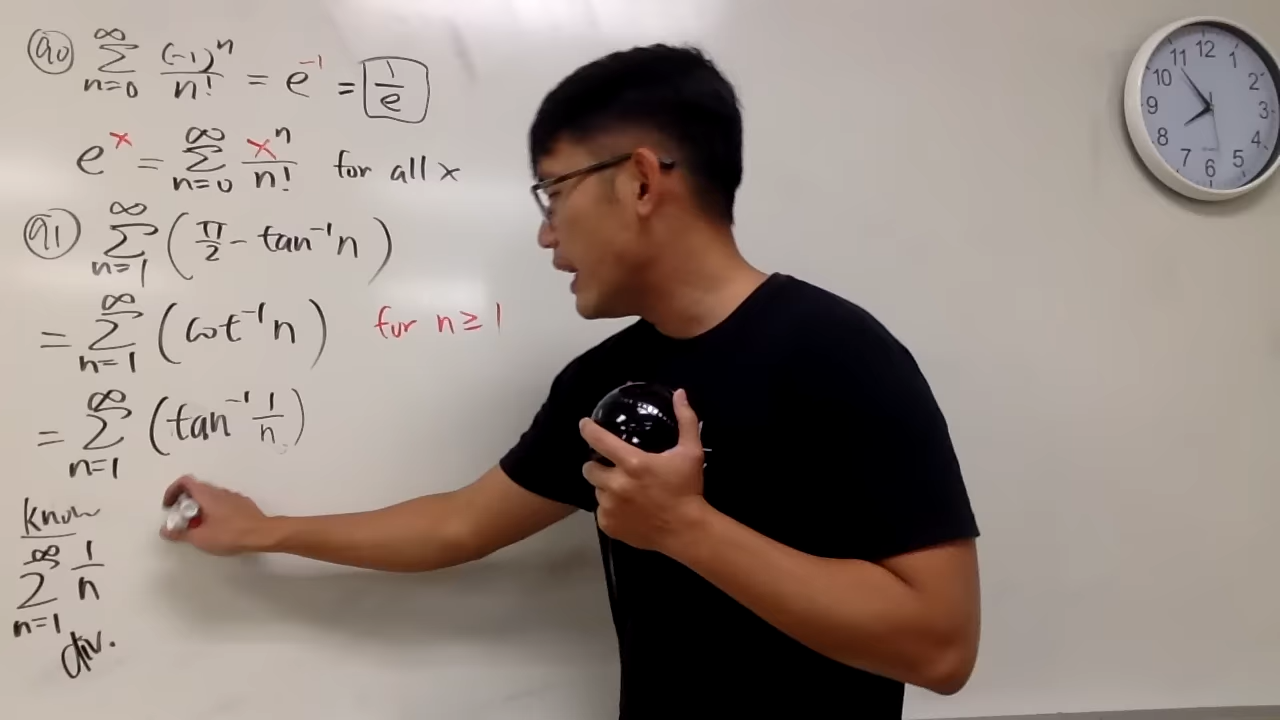 90 ∞ Σ n=0 (-1)^n / n! = e^-1 = 1/e
e^x = ∞ Σ n=0 x^n / n! for all x
91 ∞ Σ n=1 (π/2 - tan^-1 n)
= ∞ Σ n=1 (cot^-1 n) for n ≥ 1
= ∞ Σ n=1 (tan^-1 1/n)
know
∞ Σ n=1 1/n
div.
12 1 2 3 4 5 6 7 8 9 10 11